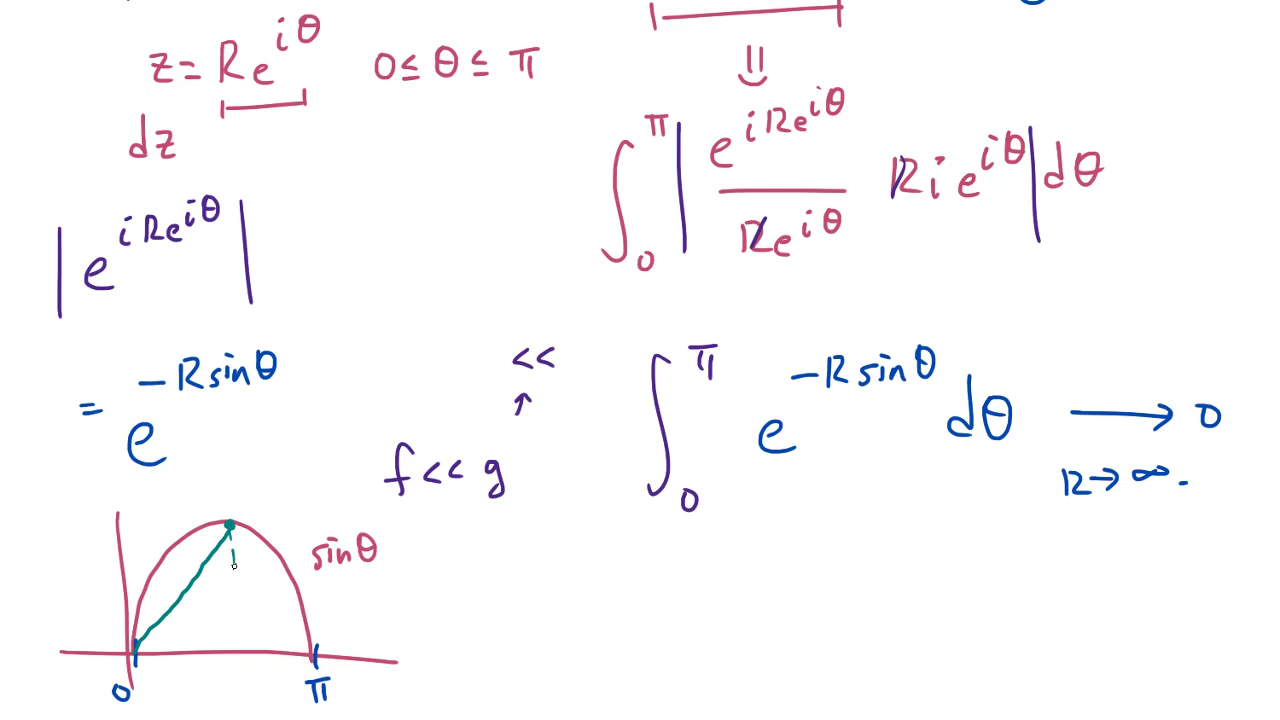 z = Re^{iθ} 0 ≤ θ ≤ π
dz
∫_0^π | e^{iRe^{iθ}} / Re^{iθ} Rie^{iθ} | dθ
| e^{iRe^{iθ}} |
= e^{-R sinθ}
<<
↑
f << g
∫_0^π e^{-R sinθ} dθ → 0
R → ∞.
sinθ
0 π